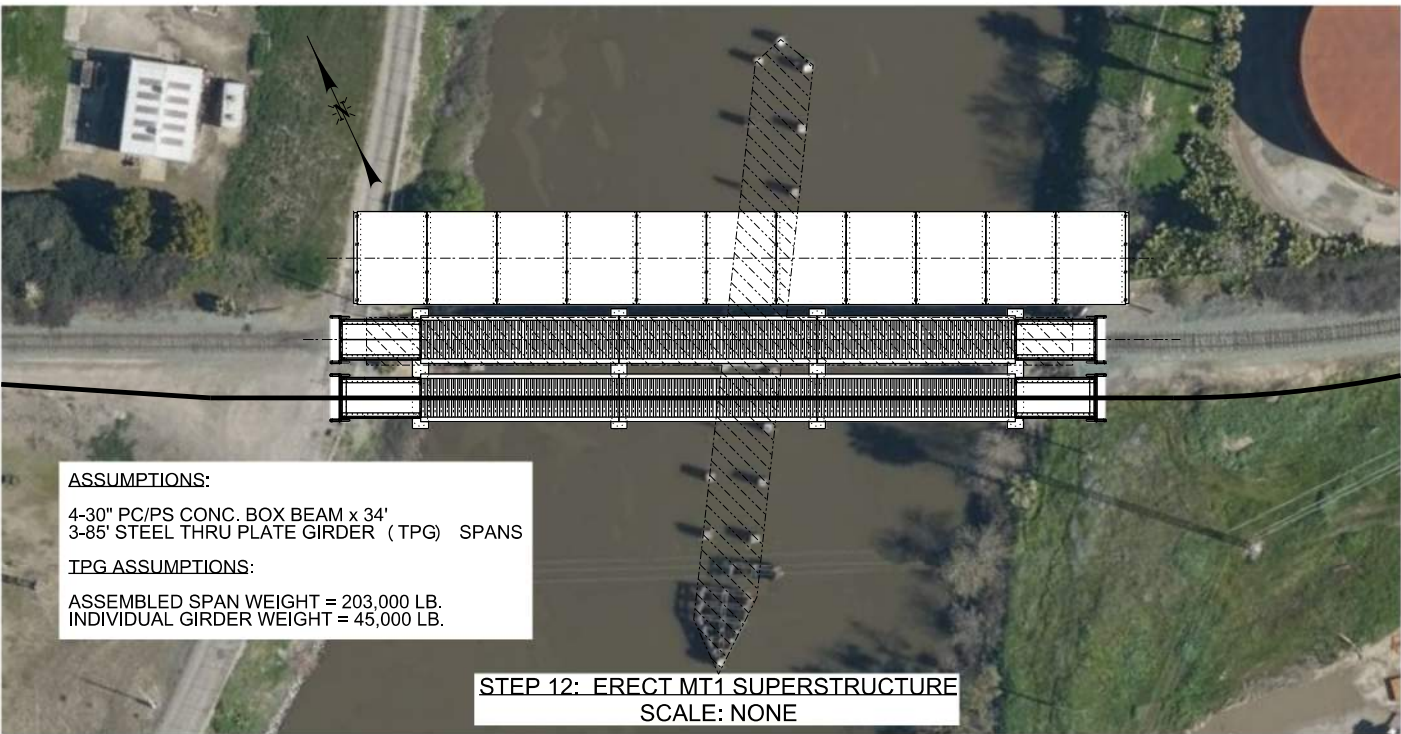 N
ASSUMPTIONS:
4-30" PC/PS CONC. BOX BEAM x 34'
3-85' STEEL THRU PLATE GIRDER (TPG) SPANS
TPG ASSUMPTIONS:
ASSEMBLED SPAN WEIGHT = 203,000 LB.
INDIVIDUAL GIRDER WEIGHT = 45,000 LB.
STEP 12: ERECT MT1 SUPERSTRUCTURE
SCALE: NONE